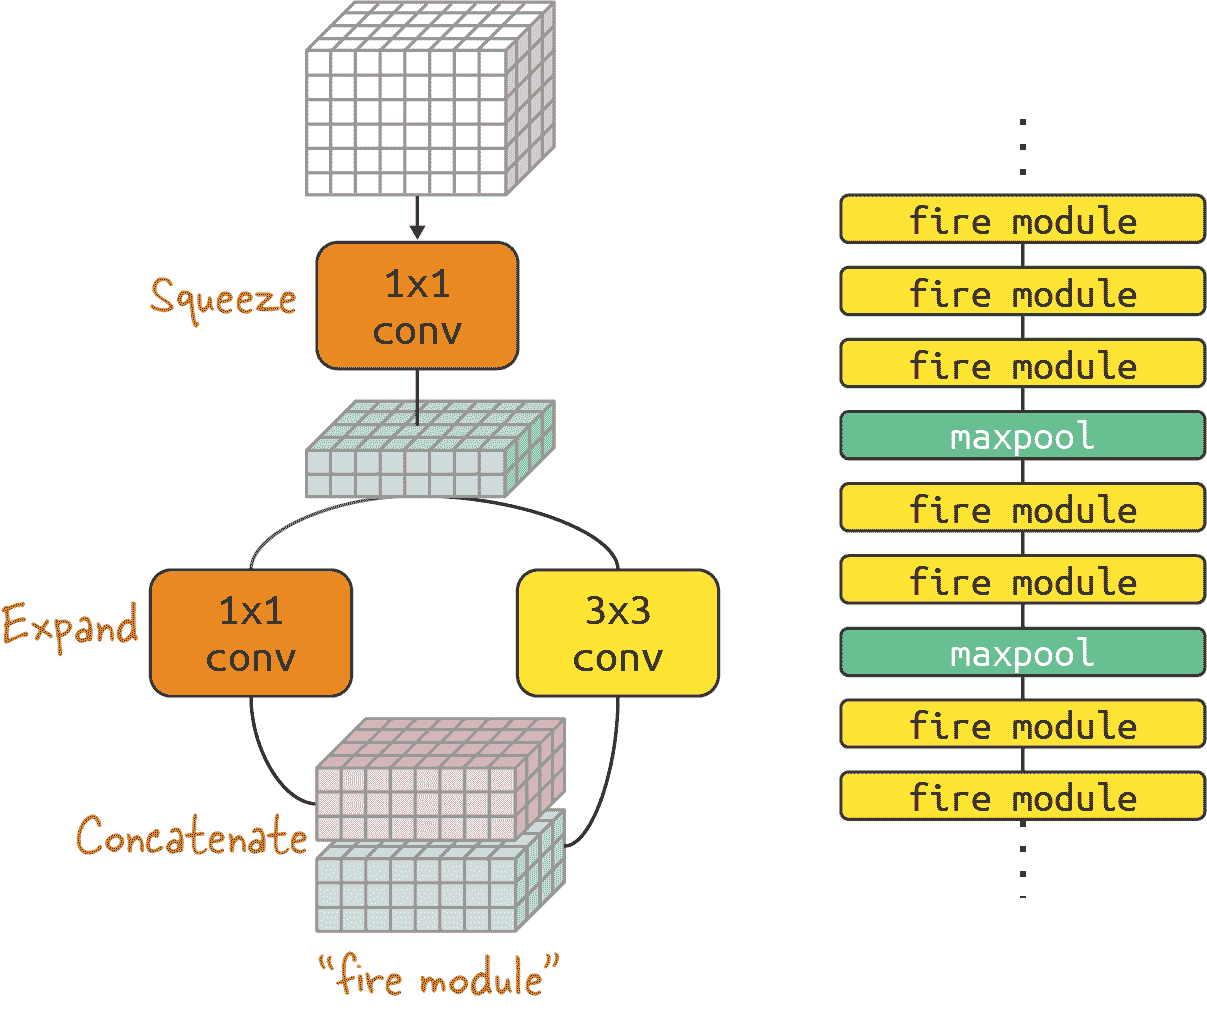 Squeeze
1x1
conv
Expand
1x1
conv
3x3
conv
Concatenate
“fire module”
fire module
fire module
fire module
maxpool
fire module
fire module
maxpool
fire module
fire module